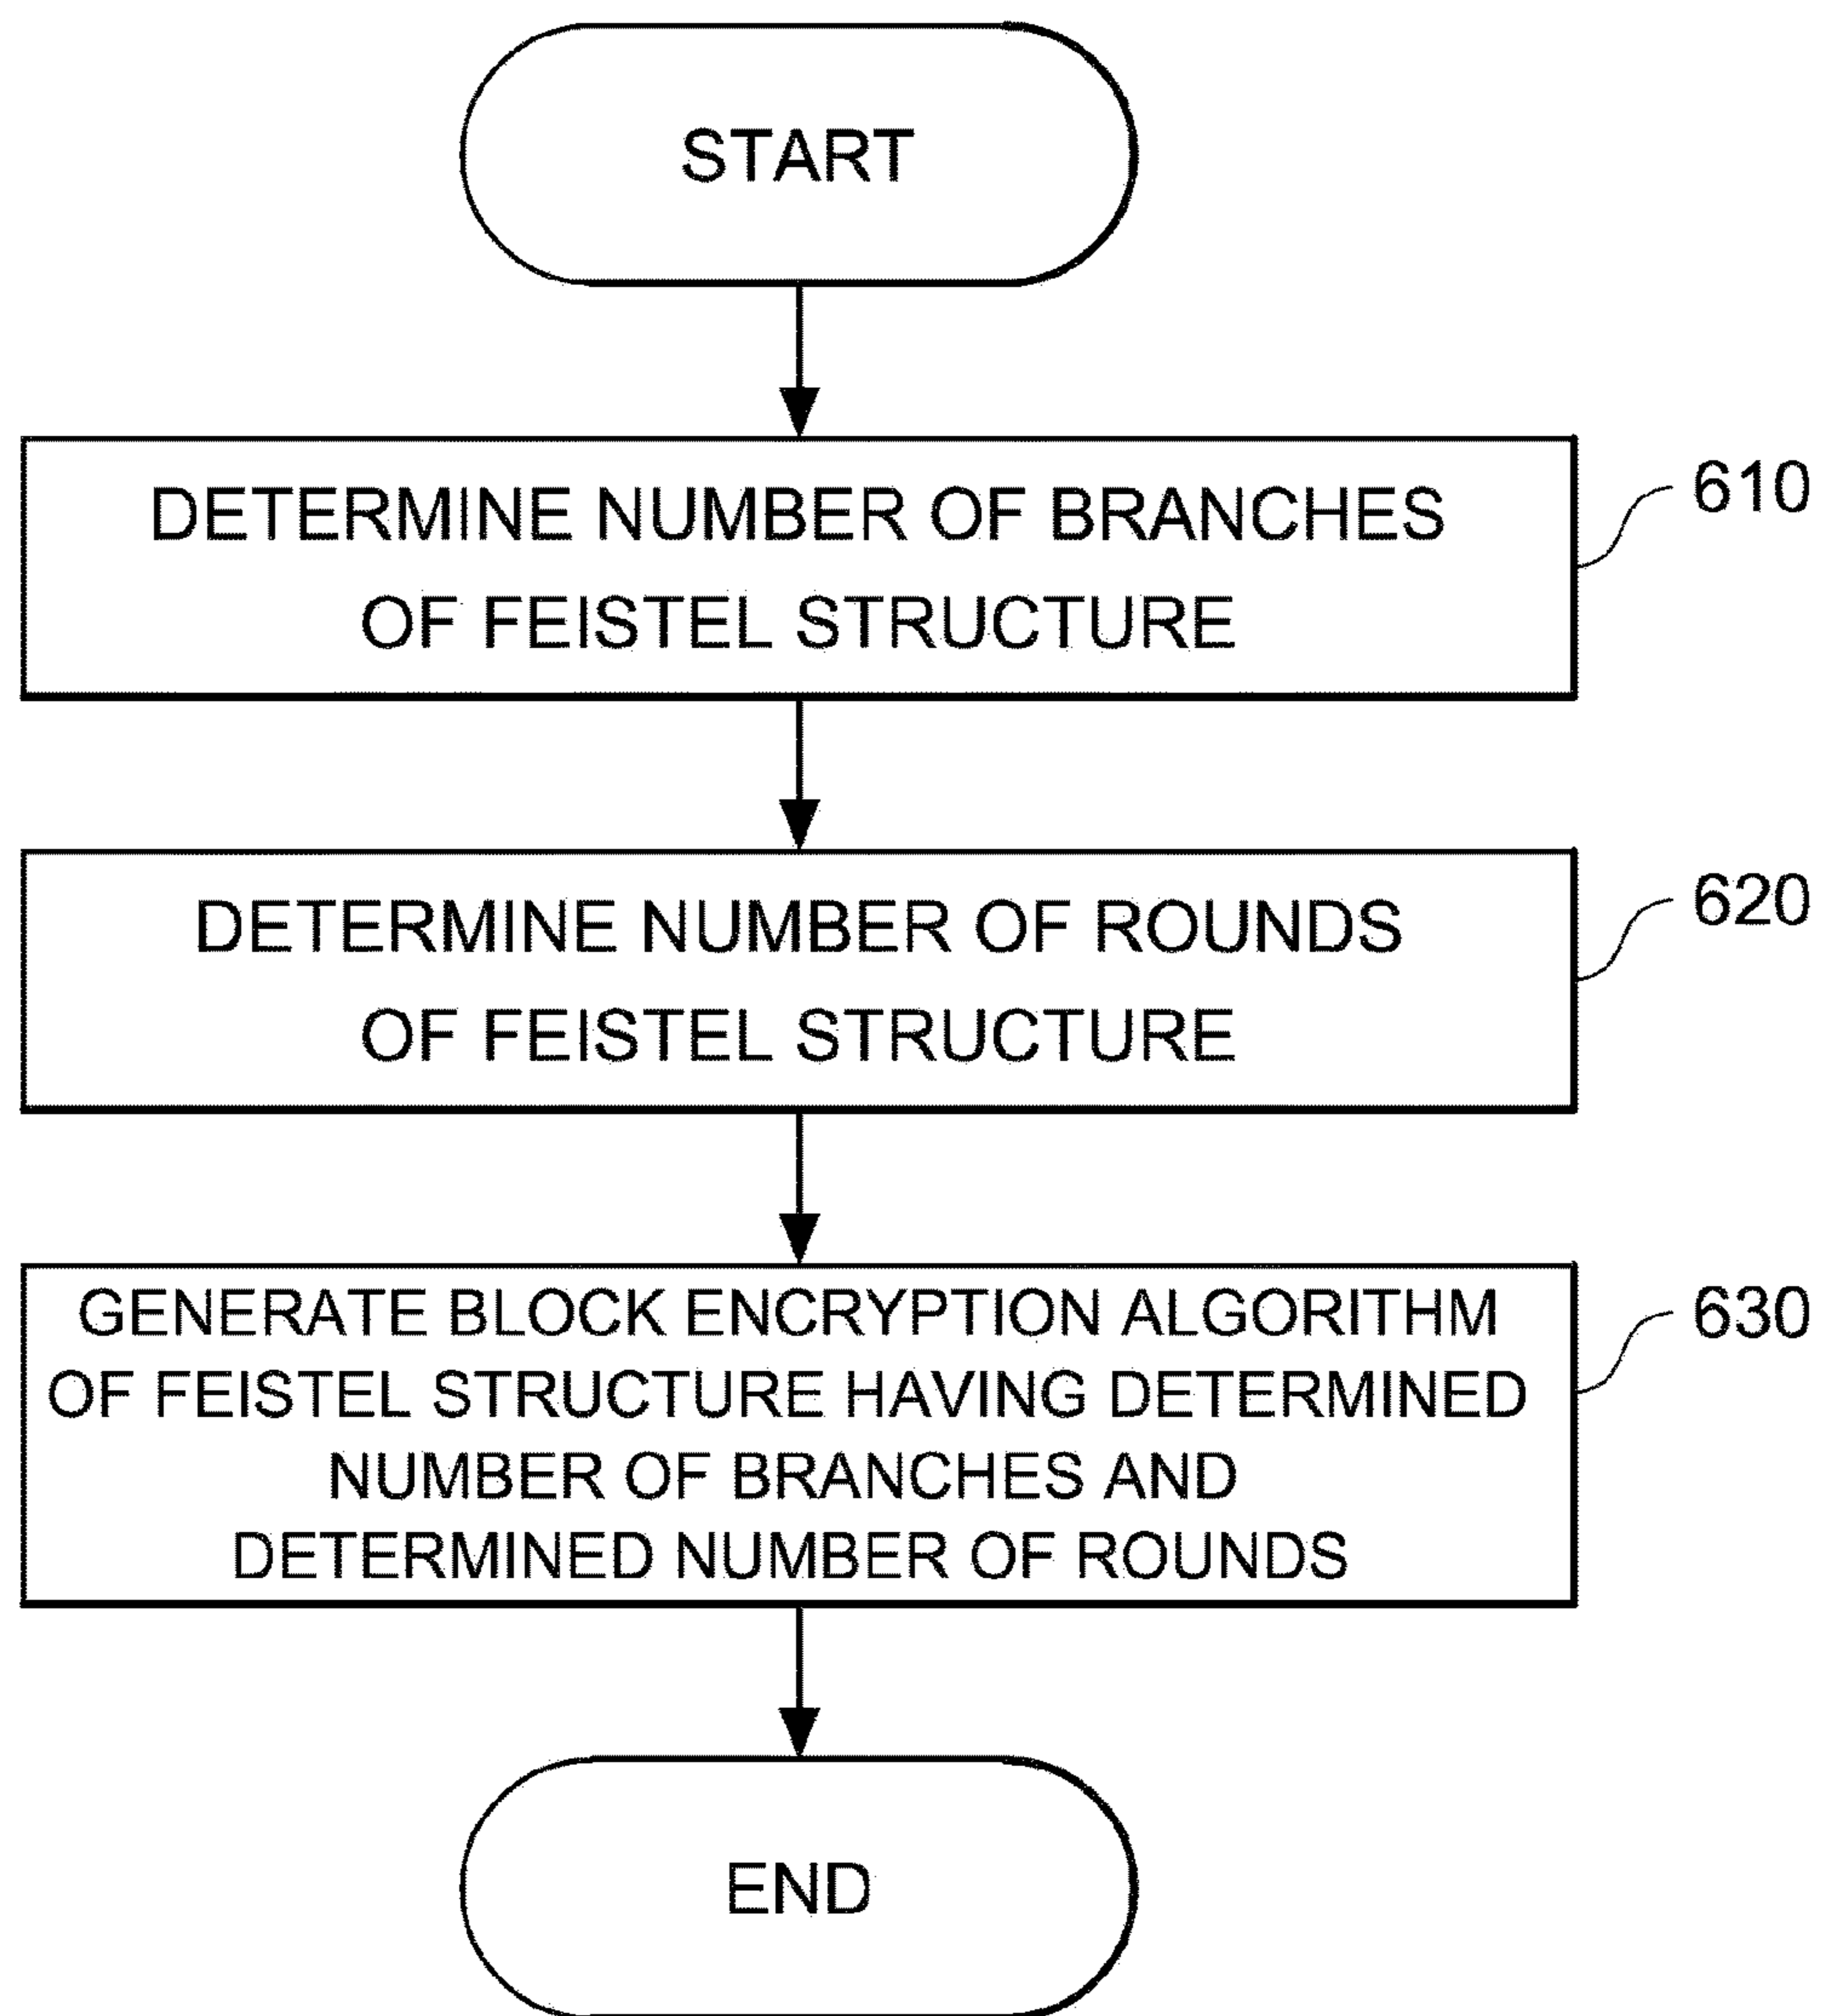 START
DETERMINE NUMBER OF BRANCHES
OF FEISTEL STRUCTURE
610
DETERMINE NUMBER OF ROUNDS
OF FEISTEL STRUCTURE
620
GENERATE BLOCK ENCRYPTION ALGORITHM
OF FEISTEL STRUCTURE HAVING DETERMINED
NUMBER OF BRANCHES AND
DETERMINED NUMBER OF ROUNDS
630
END